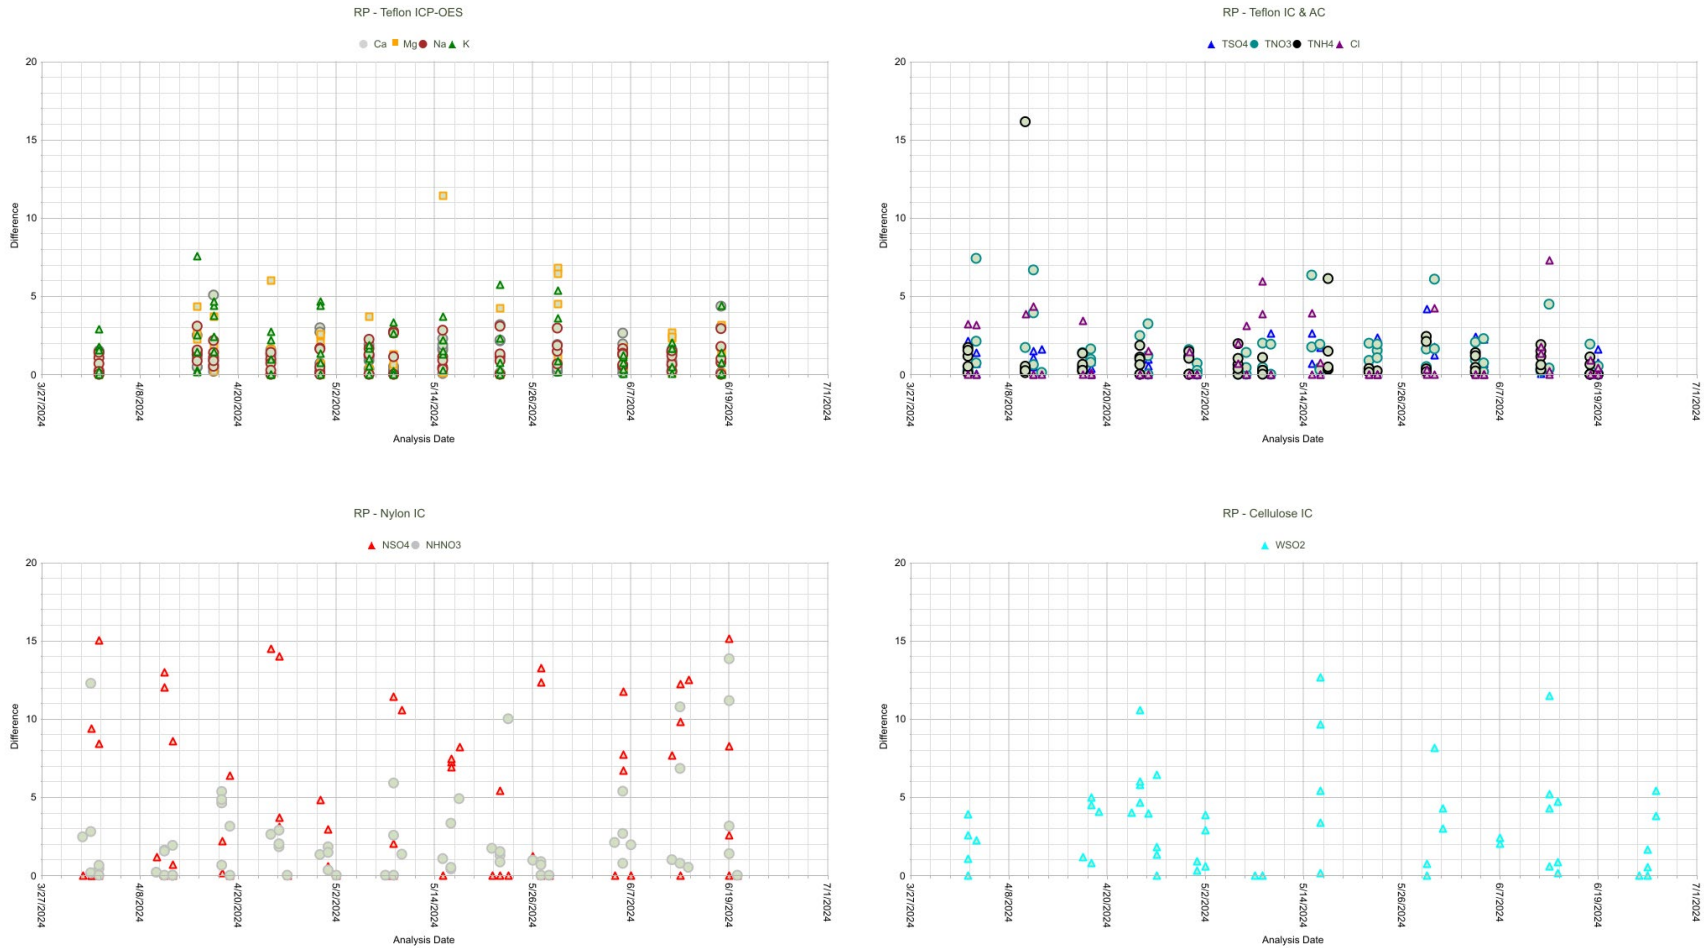 RP - Teflon ICP-OES
Ca Mg Na K
20
15
10
5
0
Difference
3/27/2024 4/8/2024 4/20/2024 5/2/2024 5/14/2024 5/26/2024 6/7/2024 6/19/2024 7/1/2024
Analysis Date
RP - Teflon IC & AC
TSO4 TNO3 TNH4 Cl
20
15
10
5
0
Difference
3/27/2024 4/8/2024 4/20/2024 5/2/2024 5/14/2024 5/26/2024 6/7/2024 6/19/2024 7/1/2024
Analysis Date
RP - Nylon IC
NSO4 NHNO3
20
15
10
5
0
Difference
3/27/2024 4/8/2024 4/20/2024 5/2/2024 5/14/2024 5/26/2024 6/7/2024 6/19/2024 7/1/2024
Analysis Date
RP - Cellulose IC
WSO2
20
15
10
5
0
Difference
3/27/2024 4/8/2024 4/20/2024 5/2/2024 5/14/2024 5/26/2024 6/7/2024 6/19/2024 7/1/2024
Analysis Date